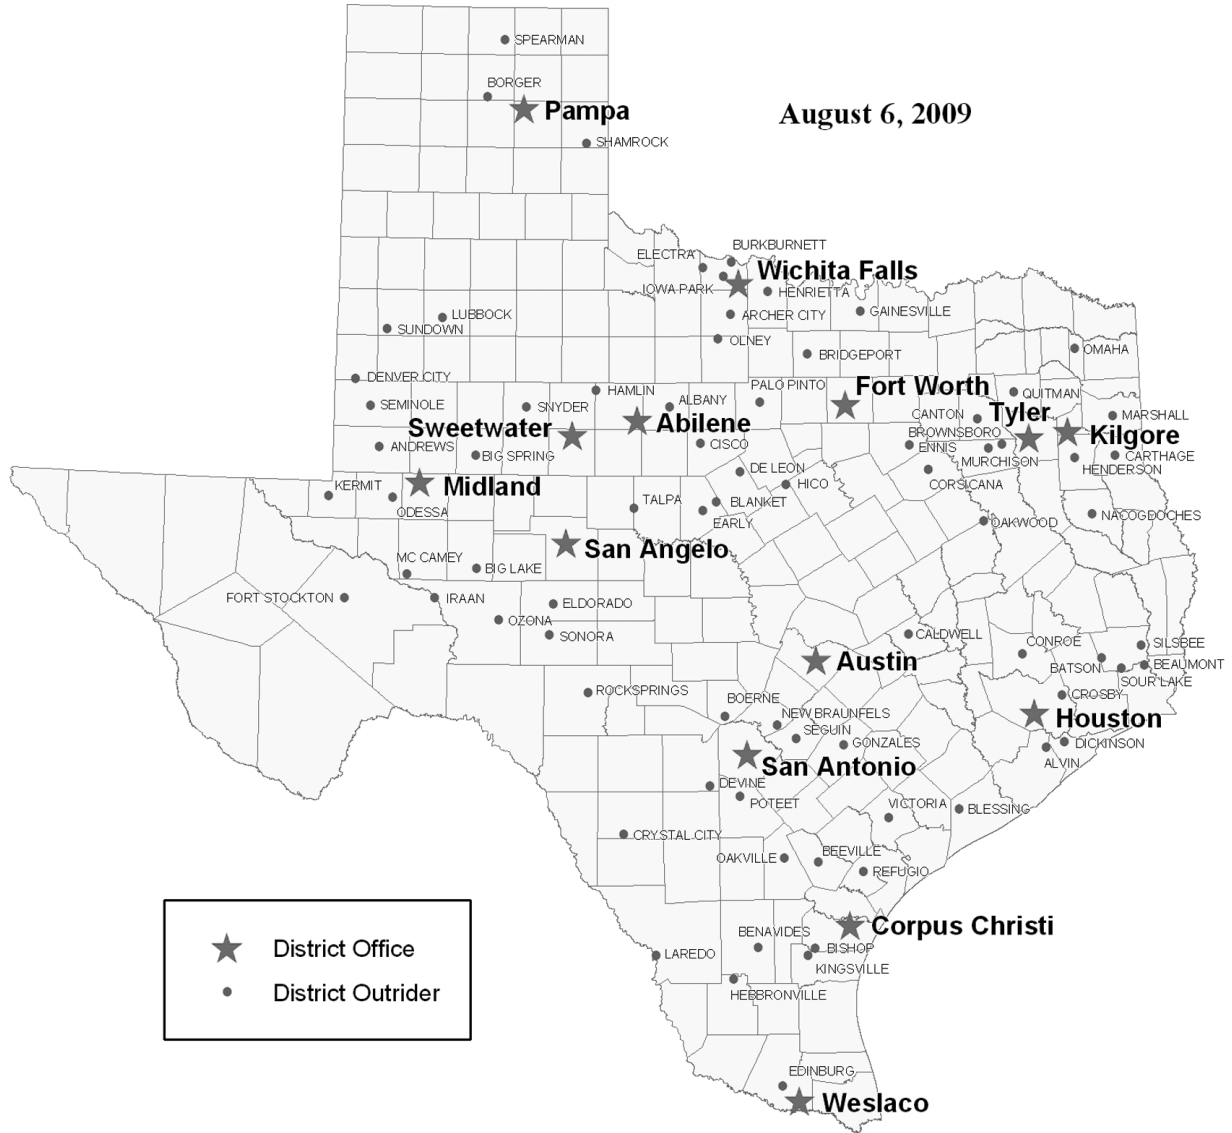 SPEARMAN
BORGER
Pampa
August 6, 2009
SHAMROCK
BURKBURNETT
ELECTRA
Wichita Falls
IOWA PARK
HENRIETTA
LUBBOCK
ARCHER CITY
GAINESVILLE
SUNDOWN
OLNEY
BRIDGEPORT
OMAHA
DENVER CITY
HAMLIN
PALO PINTO
Fort Worth
QUITMAN
SEMINOLE
SNYDER
ALBANY
CANTON
Tyler
MARSHALL
Sweetwater
Abilene
BROWNSBORO
Kilgore
ANDREWS
CISCO
ENNIS
BIG SPRING
MURCHISON
CARTHAGE
DE LEON
HENDERSON
KERMIT
Midland
HICO
CORSICANA
ODESSA
TALPA
BLANKET
EARLY
OAKWOOD
NACOGDOCHES
San Angelo
MC CAMEY
BIG LAKE
FORT STOCKTON
IRAAN
ELDORADO
OZONA
SONORA
CALDWELL
CONROE
SILSBEE
Austin
BATSON
BEAUMONT
SOUR LAKE
ROCKSPRINGS
BOERNE
CROSBY
NEW BRAUNFELS
Houston
SEGUIN
GONZALES
DICKINSON
San Antonio
ALVIN
DEVINE
POTEET
VICTORIA
BLESSING
CRYSTAL CITY
OAKVILLE
BEEVILLE
REFUGIO
Corpus Christi
BENAVIDES
BISHOP
LAREDO
KINGSVILLE
HEBBRONVILLE
District Office
District Outrider
EDINBURG
Weslaco